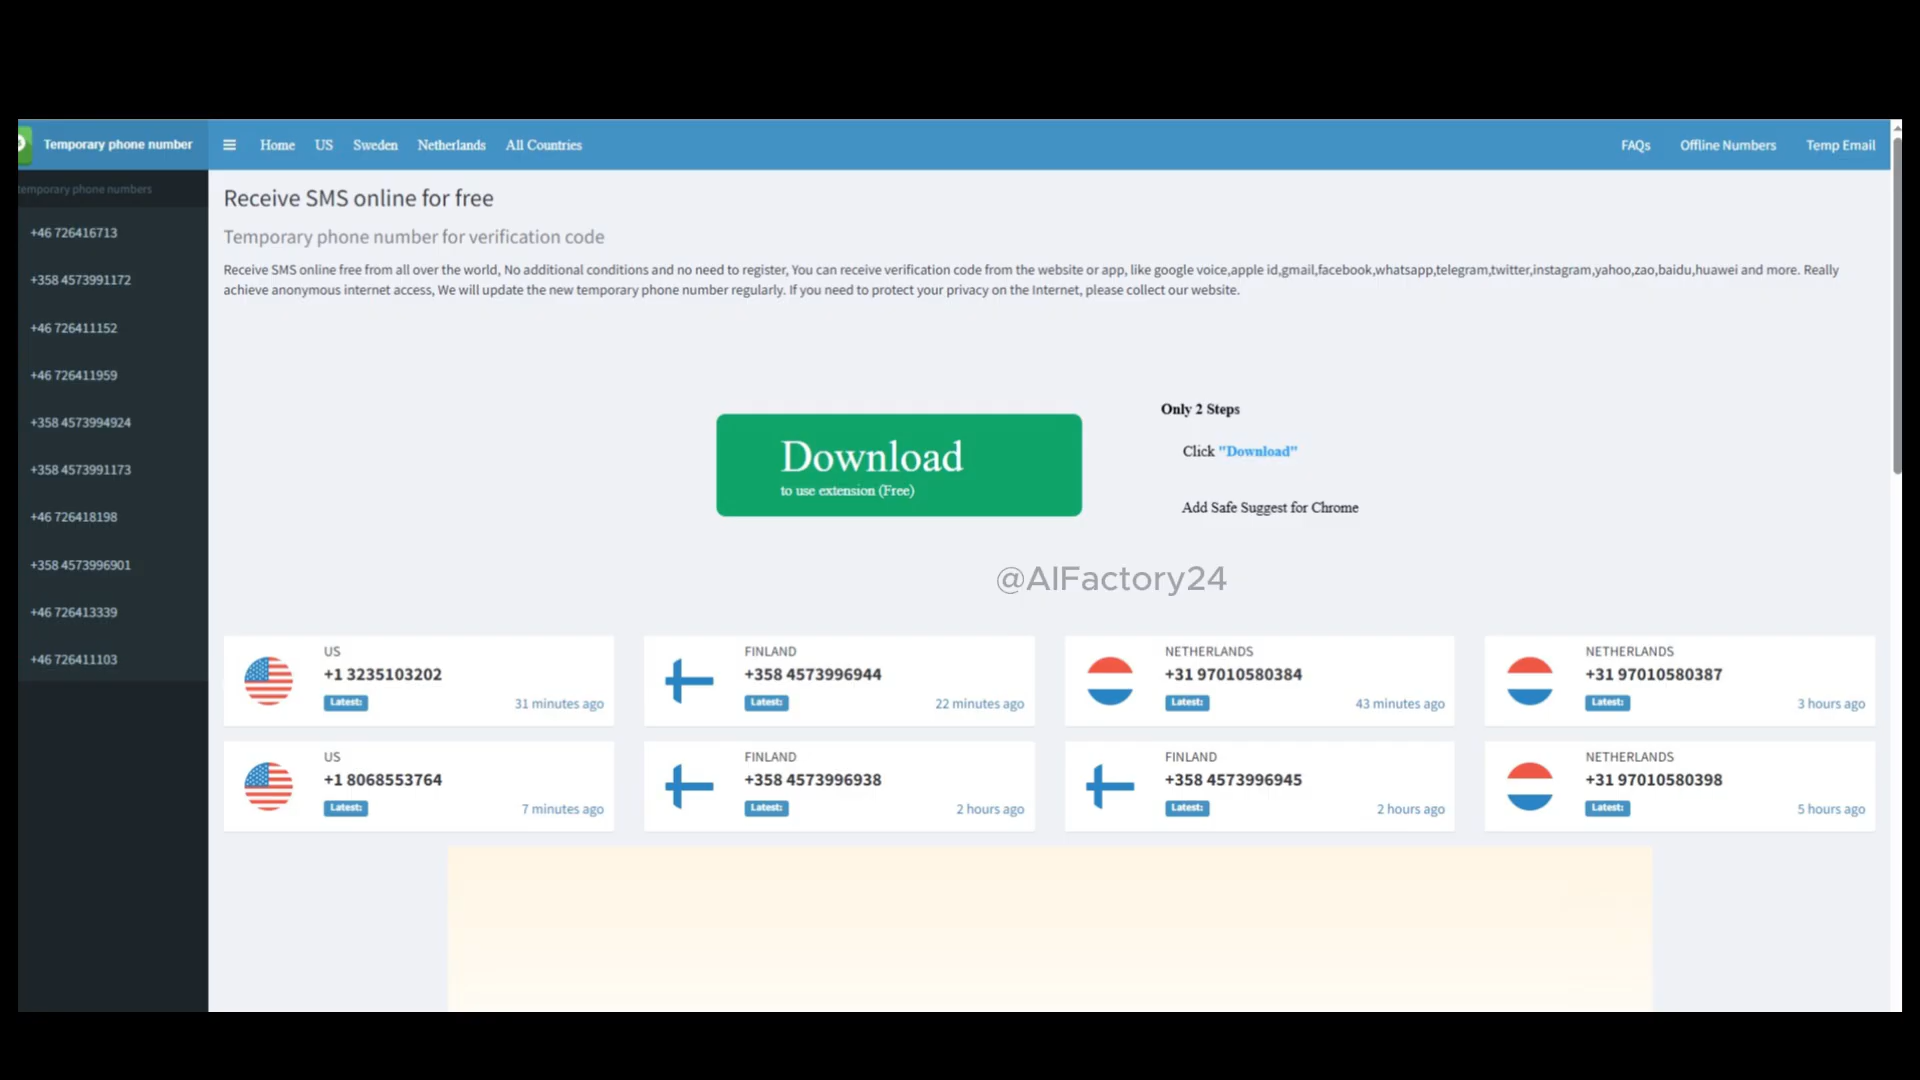 Temporary phone number
Home US Sweden Netherlands All Countries
FAQs Offline Numbers Temp Email
temporary phone numbers
+46 726416713
+358 4573991172
+46 726411152
+46 726411959
+358 4573994924
+358 4573991173
+46 726418198
+358 4573996901
+46 726413339
+46 726411103
Receive SMS online for free
Temporary phone number for verification code
Receive SMS online free from all over the world, No additional conditions and no need to register, You can receive verification code from the website or app, like google voice,apple id,gmail,facebook,whatsapp,telegram,twitter,instagram,yahoo,zao,baidu,huawei and more. Really
achieve anonymous internet access, We will update the new temporary phone number regularly. If you need to protect your privacy on the Internet, please collect our website.
Download
to use extension (Free)
Only 2 Steps
Click "Download"
Add Safe Suggest for Chrome
@AIFactory24
US
+1 3235103202
Latest: 31 minutes ago
FINLAND
+358 4573996944
Latest: 22 minutes ago
NETHERLANDS
+31 97010580384
Latest: 43 minutes ago
NETHERLANDS
+31 97010580387
Latest: 3 hours ago
US
+1 8068553764
Latest: 7 minutes ago
FINLAND
+358 4573996938
Latest: 2 hours ago
FINLAND
+358 4573996945
Latest: 2 hours ago
NETHERLANDS
+31 97010580398
Latest: 5 hours ago